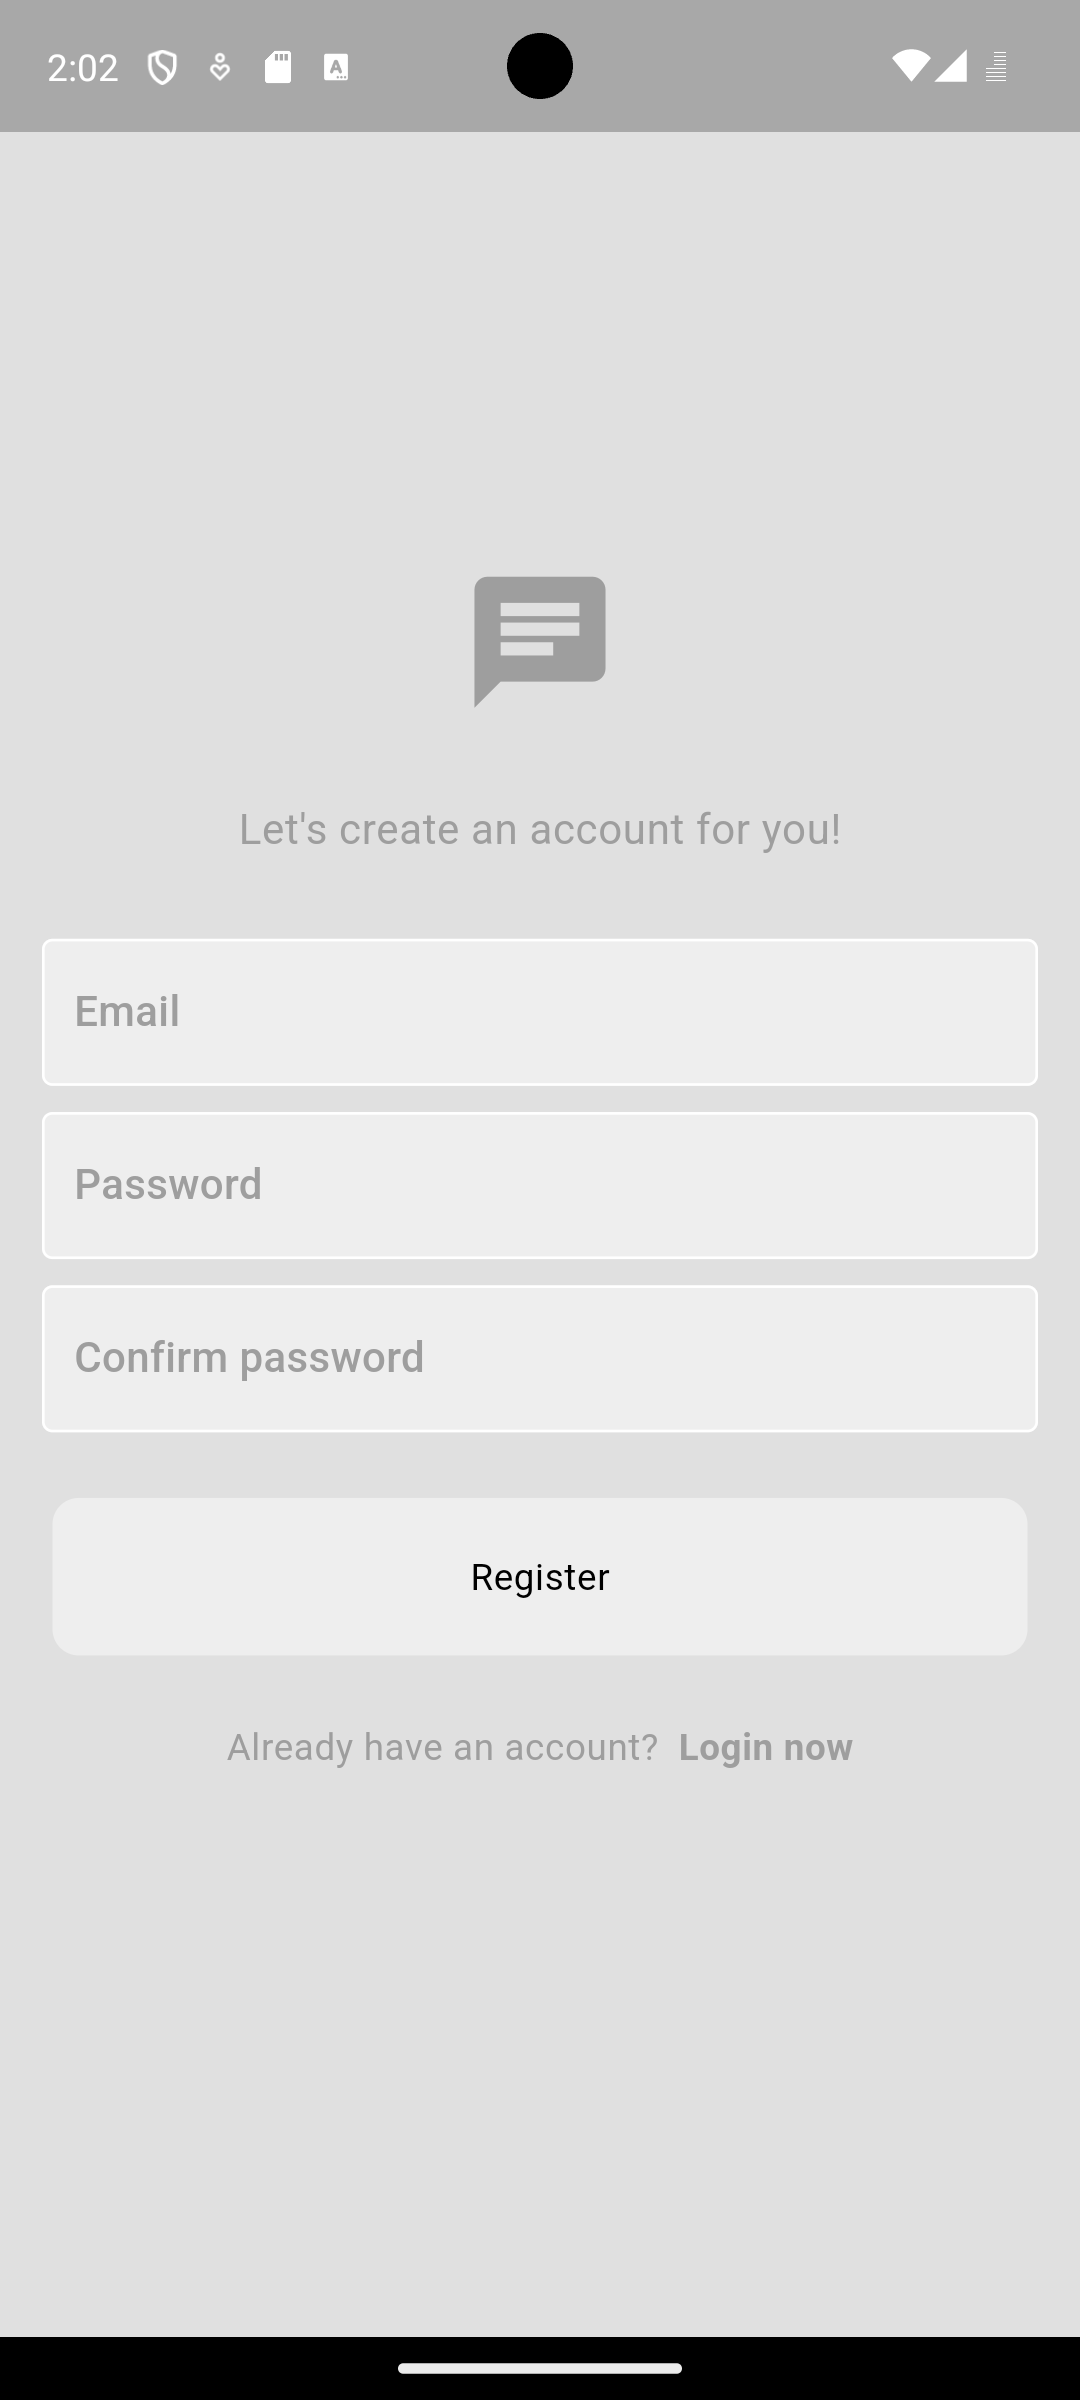 2:02
Let's create an account for you!
Email
Password
Confirm password
Register
Already have an account? Login now